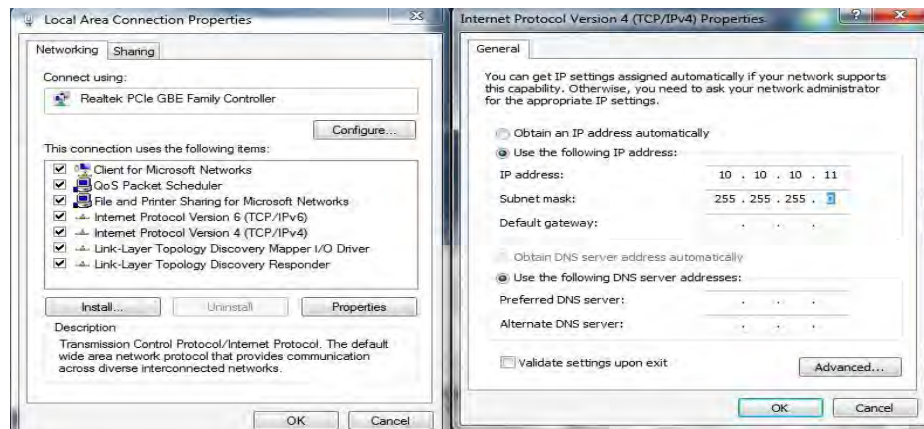 Local Area Connection Properties
Networking
Sharing
Connect using:
Realtek PCIe GBE Family Controller
Configure...
This connection uses the following items:
Client for Microsoft Networks
QoS Packet Scheduler
File and Printer Sharing for Microsoft Networks
Internet Protocol Version 6 (TCP/IPv6)
Internet Protocol Version 4 (TCP/IPv4)
Link-Layer Topology Discovery Mapper I/O Driver
Link-Layer Topology Discovery Responder
Install...
Uninstall
Properties
Description
Transmission Control Protocol/Internet Protocol. The default
wide area network protocol that provides communication
across diverse interconnected networks.
OK
Cancel
Internet Protocol Version 4 (TCP/IPv4) Properties
General
You can get IP settings assigned automatically if your network supports
this capability. Otherwise, you need to ask your network administrator
for the appropriate IP settings.
Obtain an IP address automatically
Use the following IP address:
IP address: 10 . 10 . 10 . 11
Subnet mask: 255 . 255 . 255 . 0
Default gateway: . . .
Obtain DNS server address automatically
Use the following DNS server addresses:
Preferred DNS server: . . .
Alternate DNS server: . . .
Validate settings upon exit
Advanced...
OK
Cancel